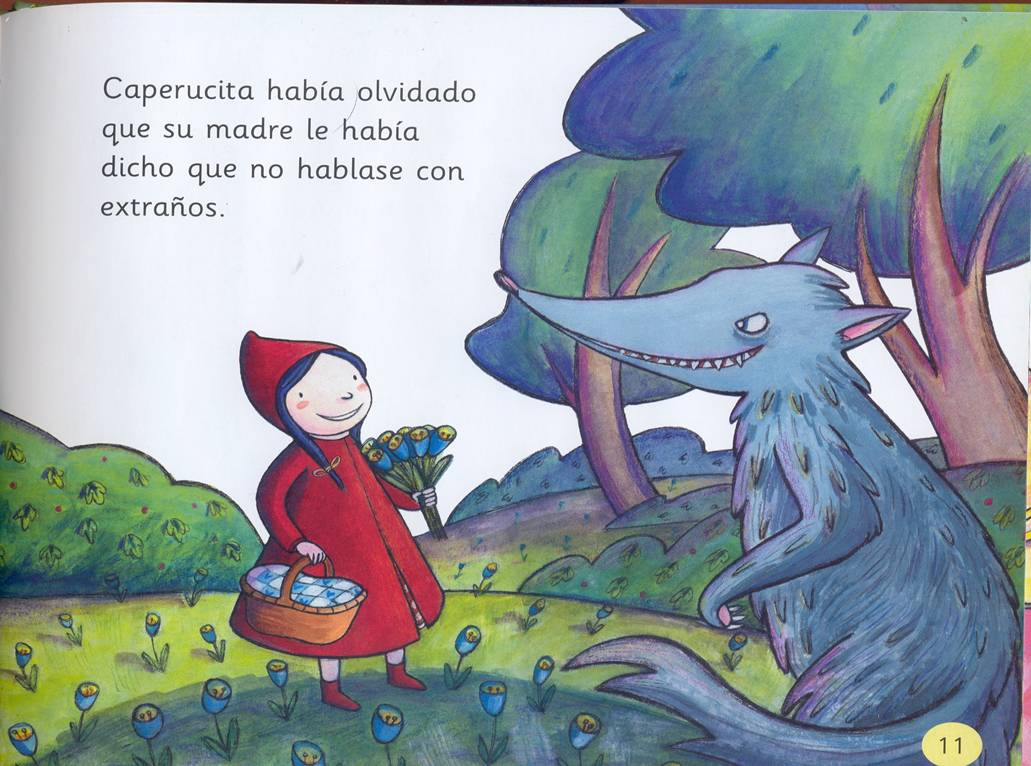 Caperucita había olvidado
que su madre le había
dicho que no hablase con
extraños.
11